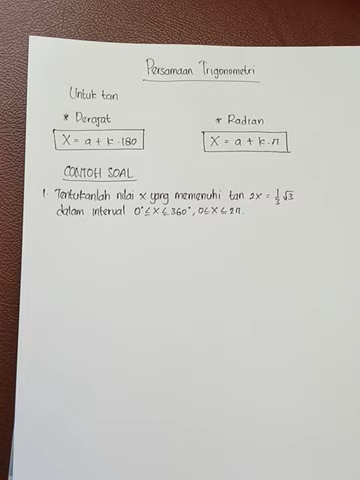 Persamaan Trigonometri
Untuk tan
* Derajat
* Radian
X = a + k·180
X = a + k·π
CONTOH SOAL
1. Tentukanlah nilai x yang memenuhi tan 2x = 1/3 √3
dalam interval 0° ≤ X ≤ 360°, 0 ≤ X ≤ 2π.